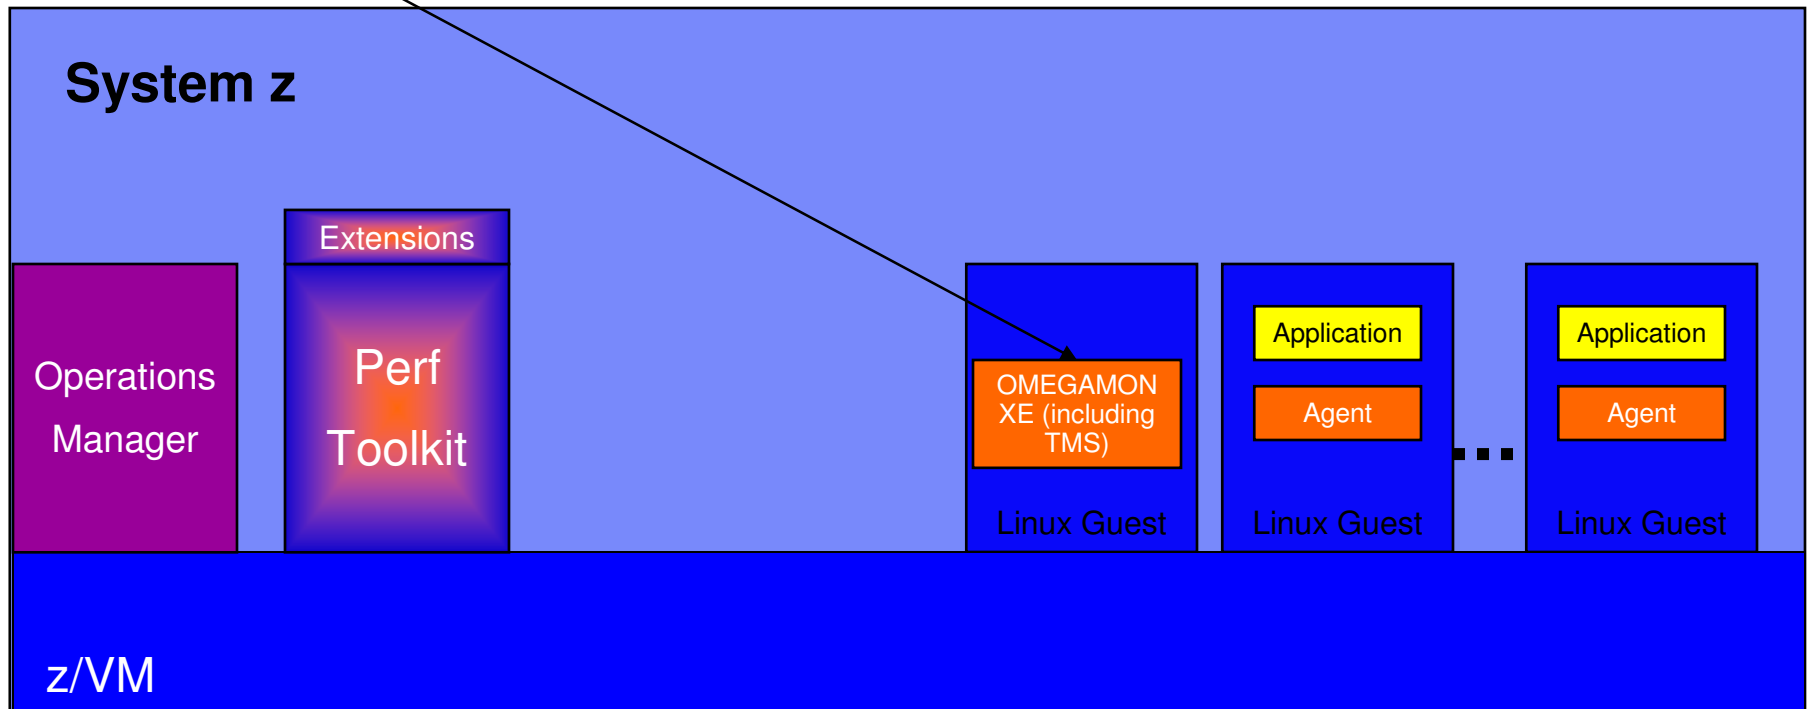 System z
Extensions
Perf
Toolkit
Operations
Manager
OMEGAMON
XE (including
TMS)
Linux Guest
Application
Agent
Linux Guest
Application
Agent
Linux Guest
z/VM